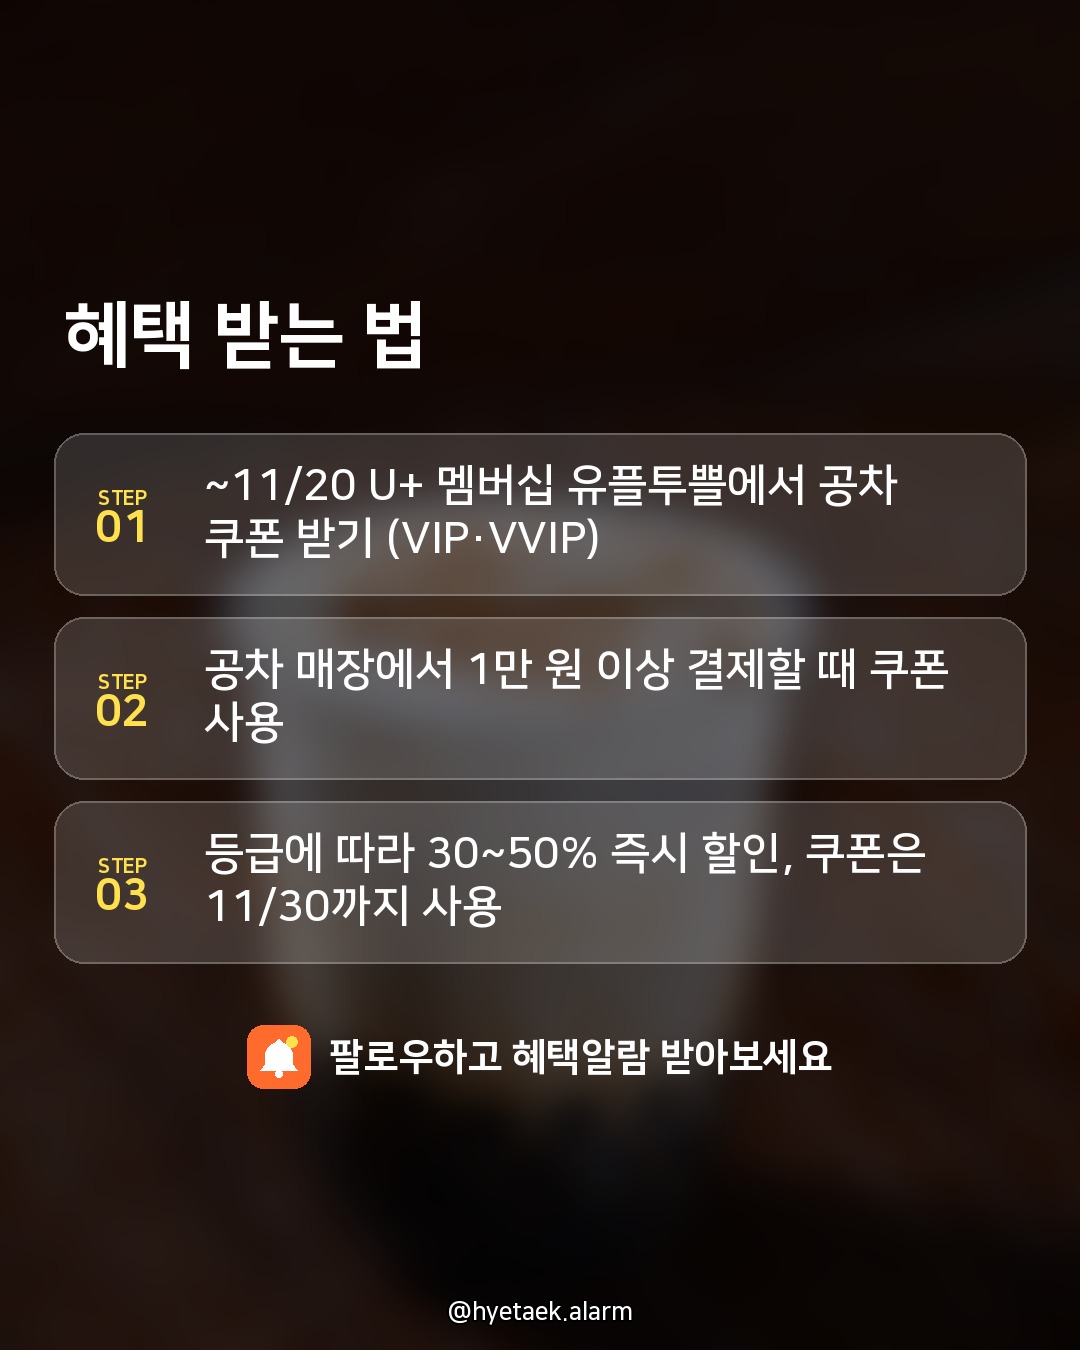 혜택 받는 법
STEP
01
~11/20 U+ 멤버십 유플투쁠에서 공차
쿠폰 받기 (VIP·VVIP)
STEP
02
공차 매장에서 1만 원 이상 결제할 때 쿠폰
사용
STEP
03
등급에 따라 30~50% 즉시 할인, 쿠폰은
11/30까지 사용
팔로우하고 혜택알람 받아보세요
@hyetaek.alarm